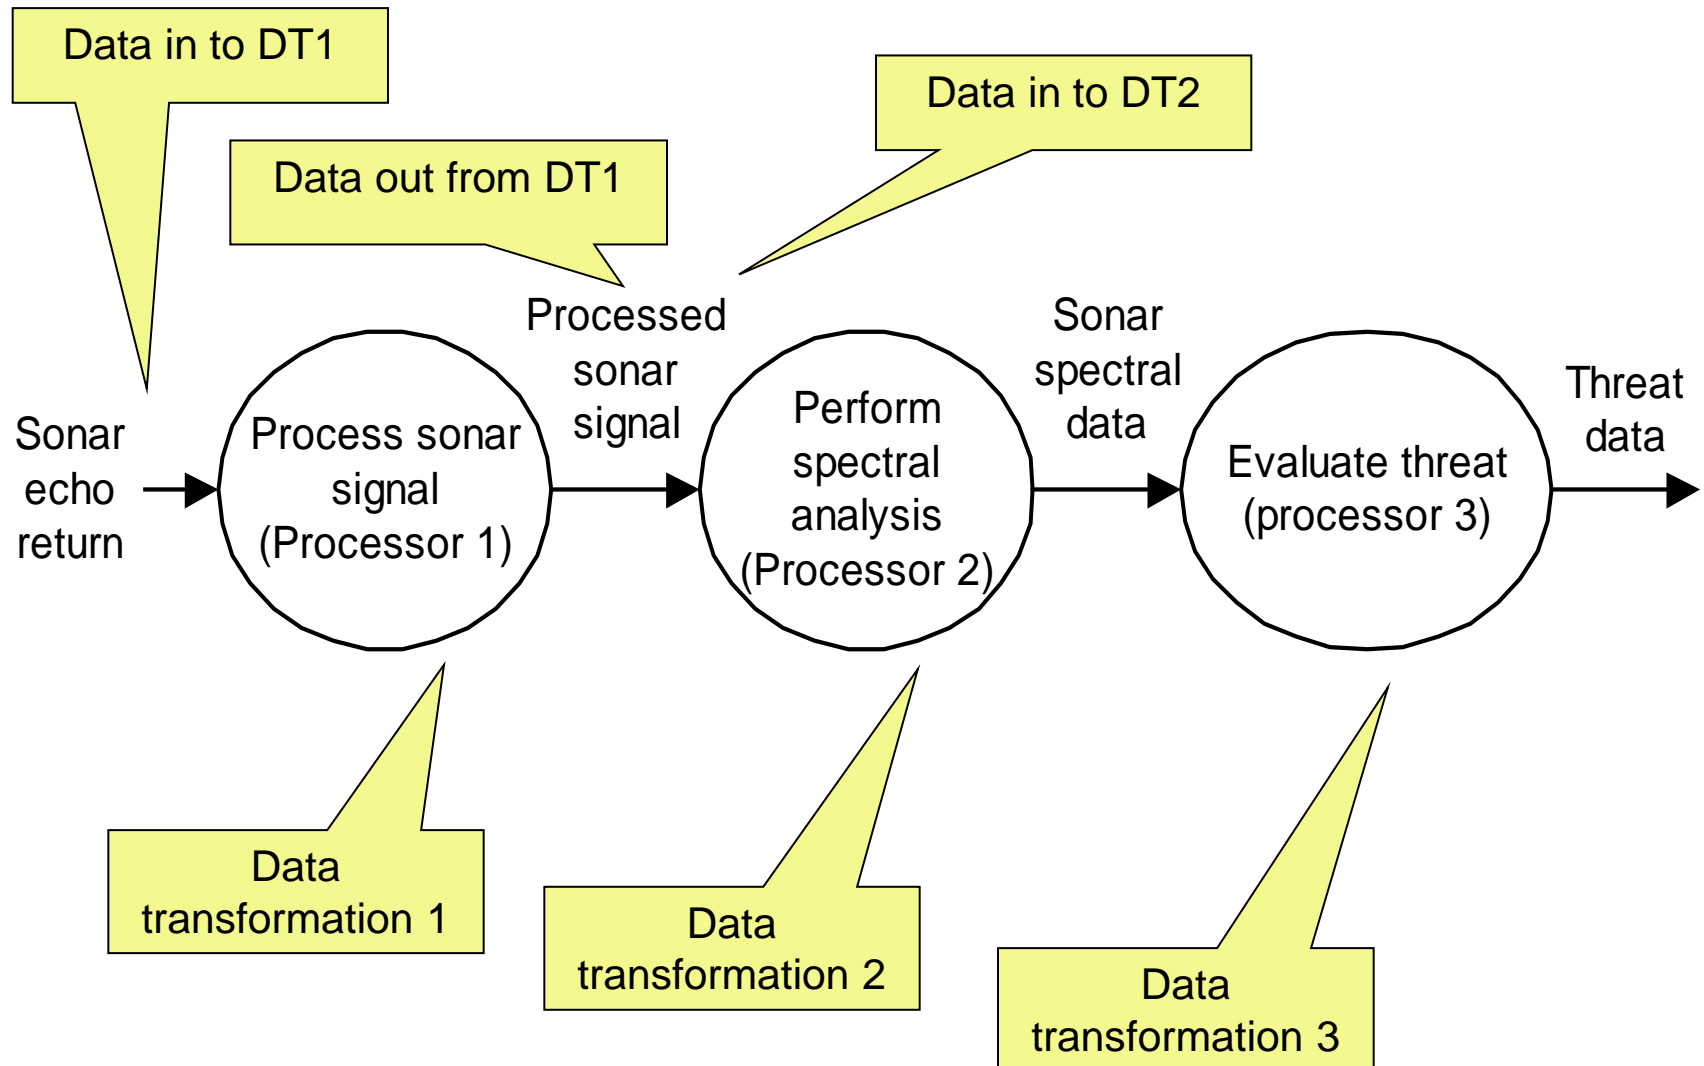 Data in to DT1
Data in to DT2
Data out from DT1
Sonar
echo
return
Process sonar
signal
(Processor 1)
Processed
sonar
signal
Perform
spectral
analysis
(Processor 2)
Sonar
spectral
data
Evaluate threat
(processor 3)
Threat
data
Data
transformation 1
Data
transformation 2
Data
transformation 3